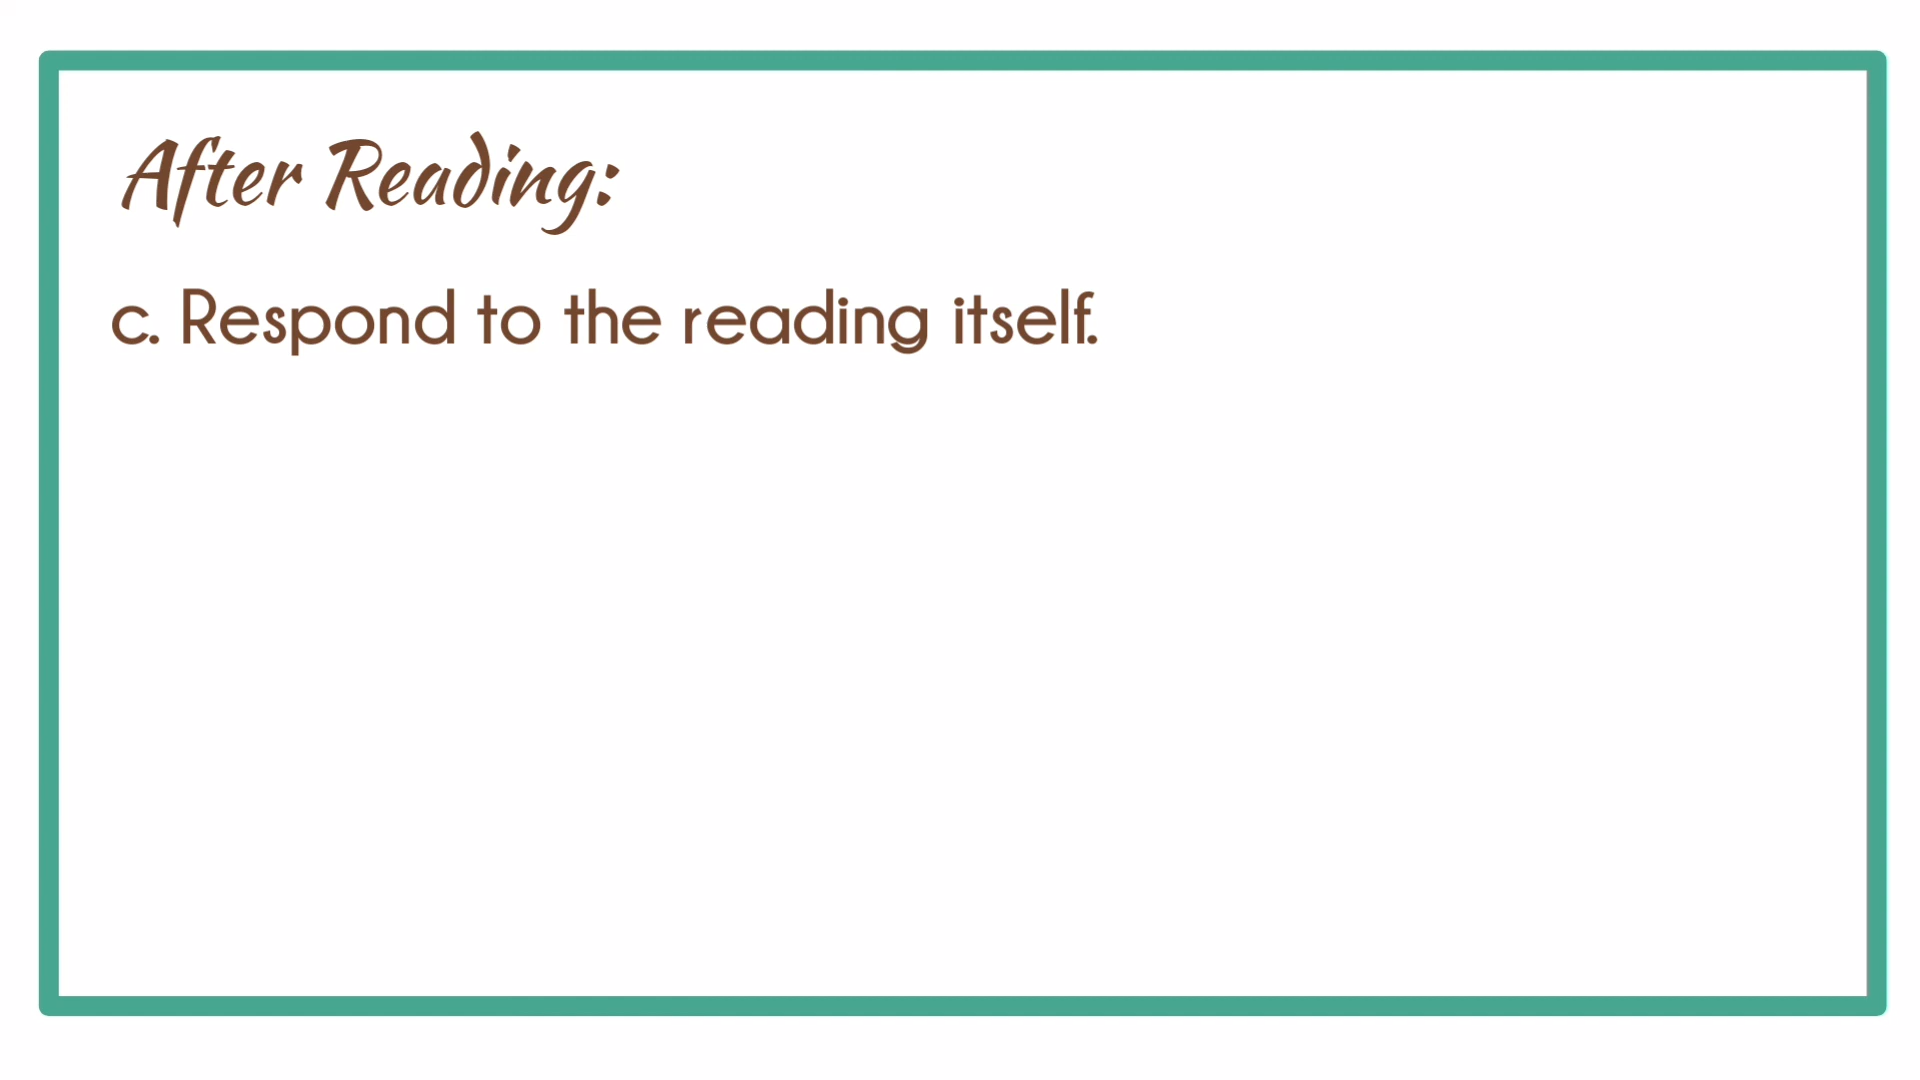 After Reading:
c. Respond to the reading itself.